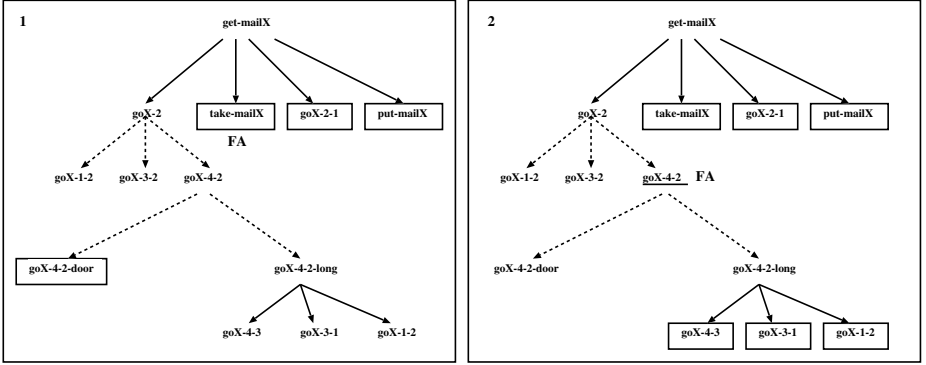 1
get-mailX
goX-2
take-mailX
goX-2-1
put-mailX
FA
goX-1-2
goX-3-2
goX-4-2
goX-4-2-door
goX-4-2-long
goX-4-3
goX-3-1
goX-1-2
2
get-mailX
goX-2
take-mailX
goX-2-1
put-mailX
goX-1-2
goX-3-2
goX-4-2
FA
goX-4-2-door
goX-4-2-long
goX-4-3
goX-3-1
goX-1-2